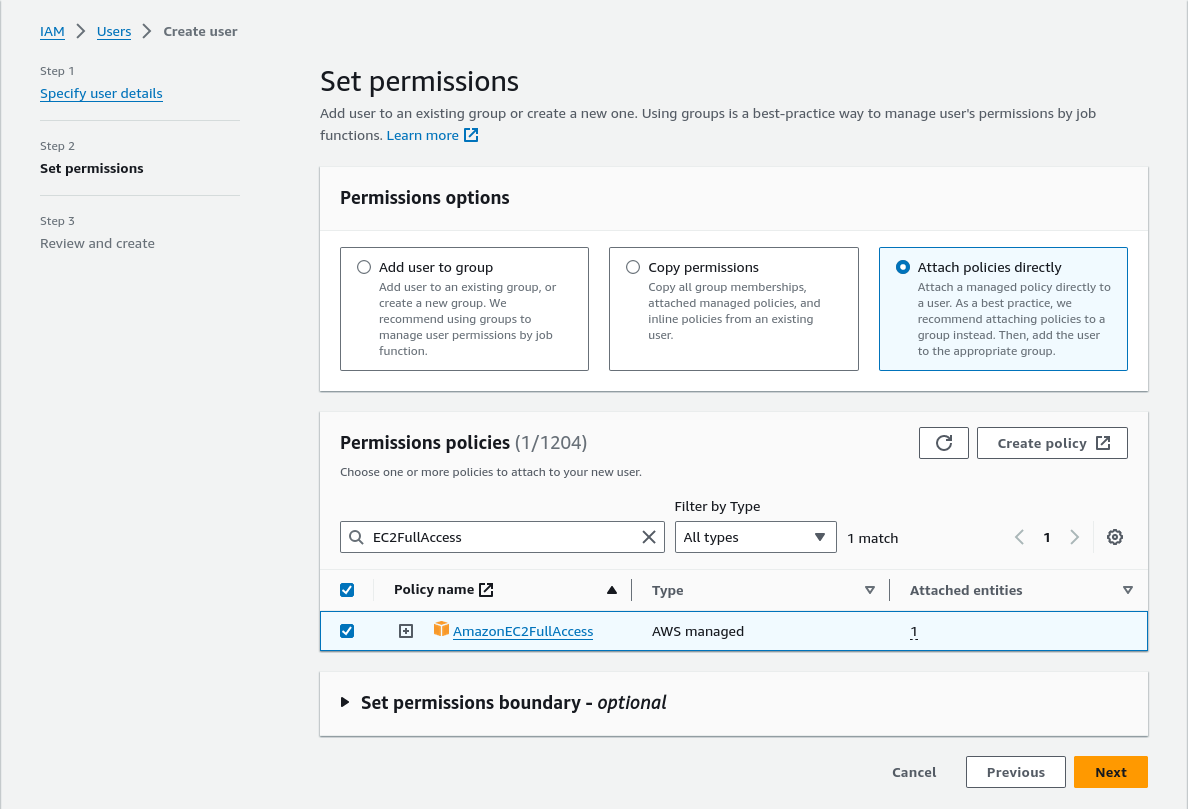 IAM > Users > Create user
Step 1
Specify user details
Step 2
Set permissions
Step 3
Review and create
Set permissions
Add user to an existing group or create a new one. Using groups is a best-practice way to manage user's permissions by job
functions. Learn more
Permissions options
Add user to group
Add user to an existing group, or
create a new group. We
recommend using groups to
manage user permissions by job
function.
Copy permissions
Copy all group memberships,
attached managed policies, and
inline policies from an existing
user.
Attach policies directly
Attach a managed policy directly to
a user. As a best practice, we
recommend attaching policies to a
group instead. Then, add the user
to the appropriate group.
Permissions policies (1/1204)
Create policy
Choose one or more policies to attach to your new user.
Filter by Type
EC2FullAccess
All types
1 match
1
Policy name
Type
Attached entities
AmazonEC2FullAccess
AWS managed
1
Set permissions boundary - optional
Cancel
Previous
Next